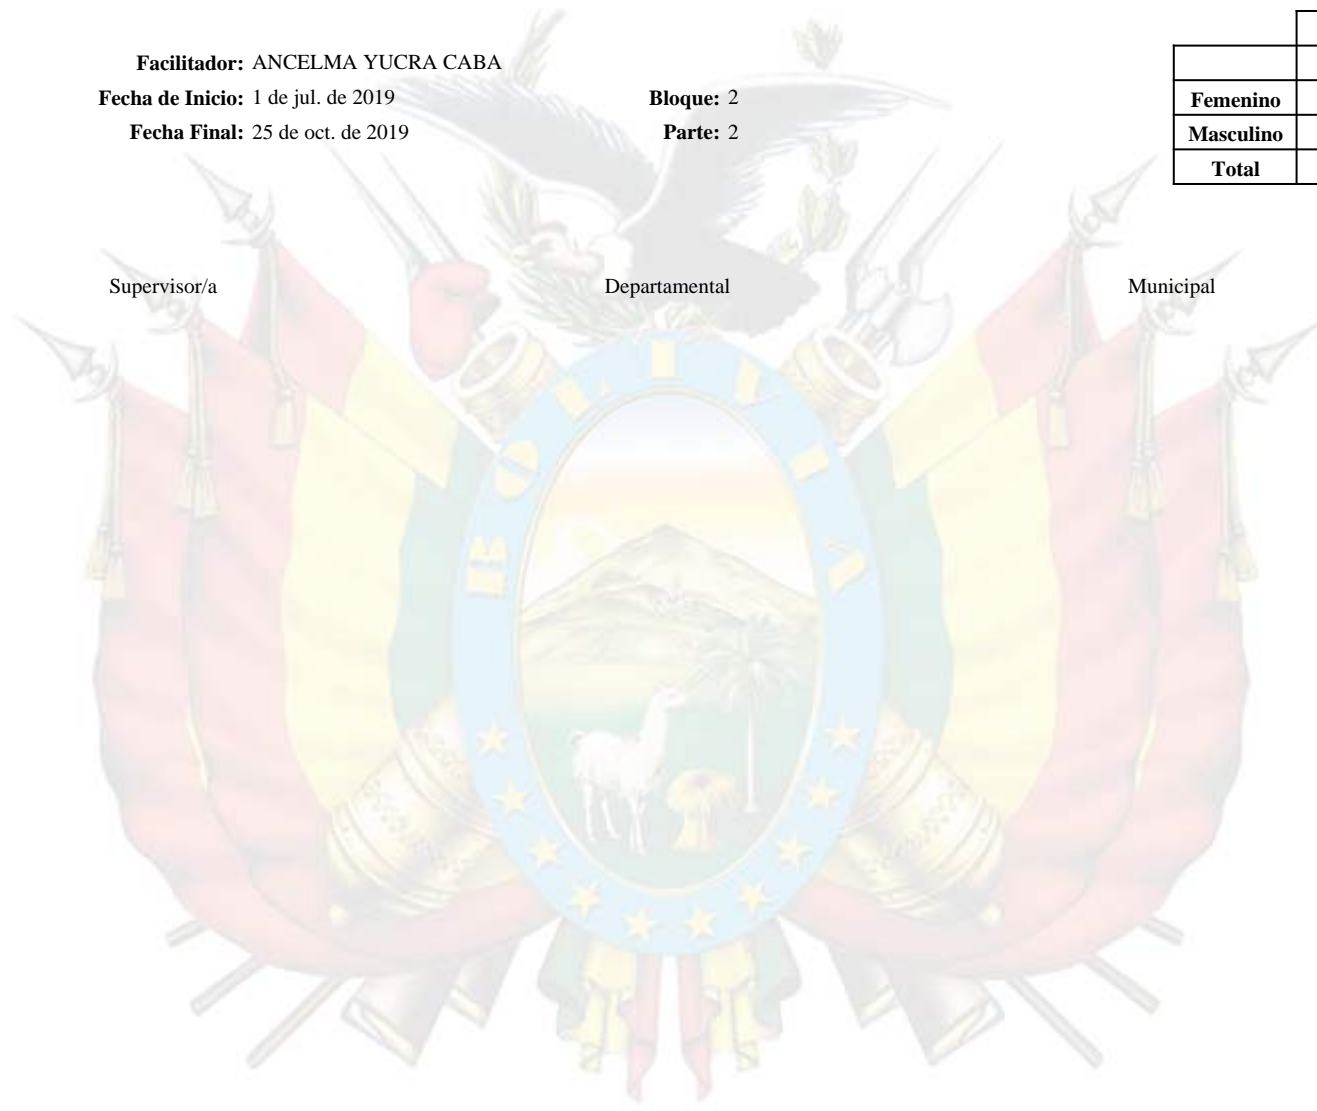 Facilitador: ANCELMA YUCRA CABA
Fecha de Inicio: 1 de jul. de 2019 Bloque: 2
Fecha Final: 25 de oct. de 2019 Parte: 2
Femenino
Masculino
Total
Supervisor/a Departamental Municipal
BOLIVIA